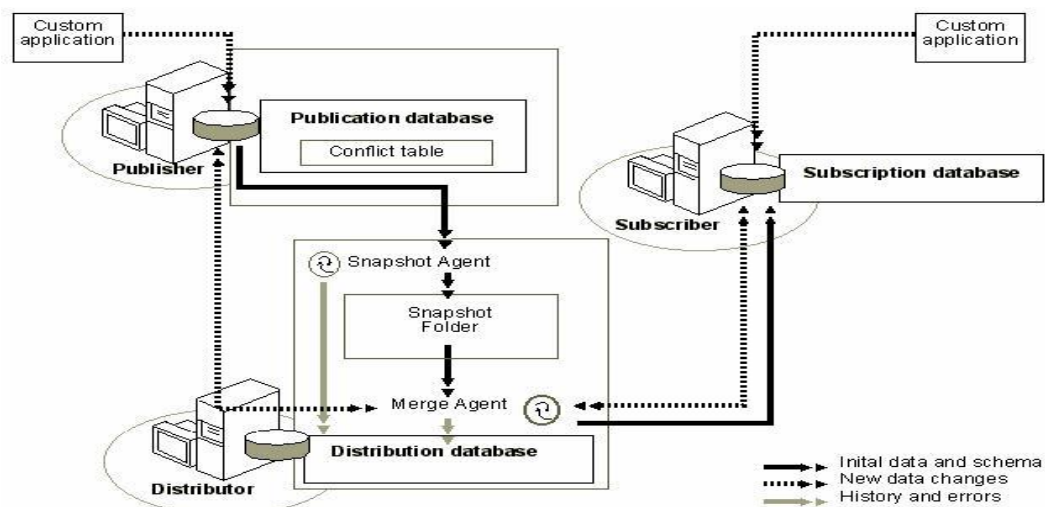 Custom
application
Custom
application
Publication database
Conflict table
Publisher
Subscription database
Subscriber
Snapshot Agent
Snapshot
Folder
Merge Agent
Distribution database
Distributor
Inital data and schema
New data changes
History and errors